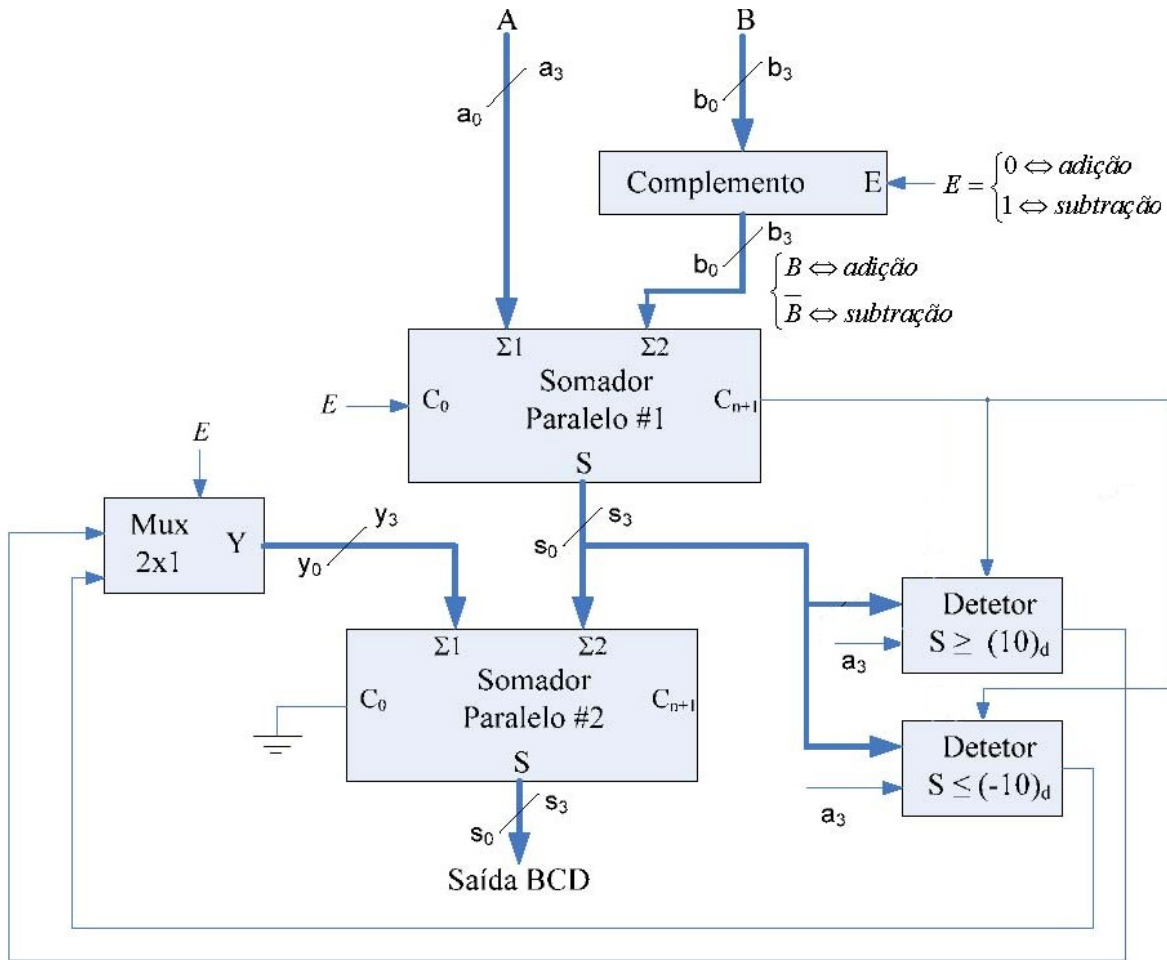 A
B
a₃
a₀
b₃
b₀
Complemento E
E = { 0 ⇔ adição
1 ⇔ subtração
b₃
b₀
{ B ⇔ adição
B̅ ⇔ subtração
Σ1 Σ2
E
C₀
Somador
Paralelo #1
Cₙ₊₁
S
E
Mux
2x1
Y
y₃
y₀
s₃
s₀
Detetor
S ≥ (10)d
a₃
Σ1 Σ2
C₀
Somador
Paralelo #2
Cₙ₊₁
S
Detetor
S ≤ (-10)d
a₃
s₃
s₀
Saída BCD